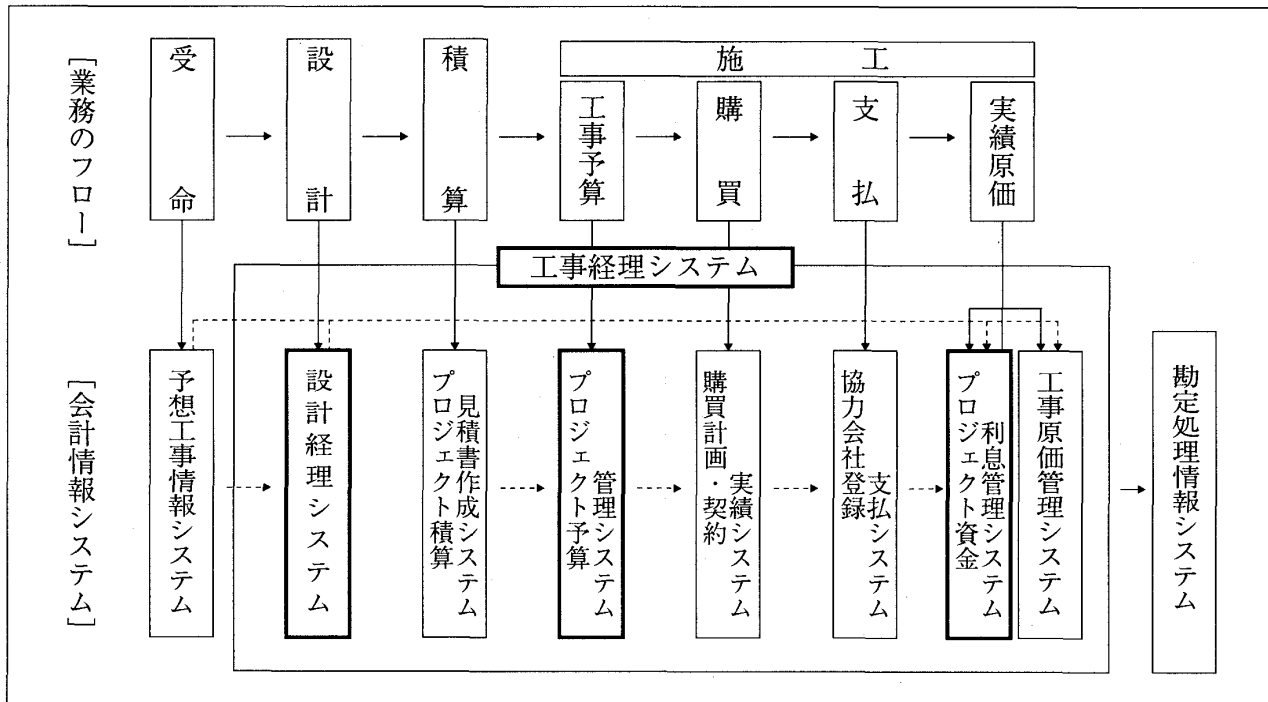 [業務のフロー]
受命
設計
積算
施工
工事予算
購買
支払
実績原価
工事経理システム
[会計情報システム]
予想工事情報システム
設計経理システム
プロジェクト積算
見積書作成システム
プロジェクト予算
管理システム
購買計画・契約
実績システム
協力会社登録
支払システム
プロジェクト資金
利息管理システム
工事原価管理システム
勘定処理情報システム